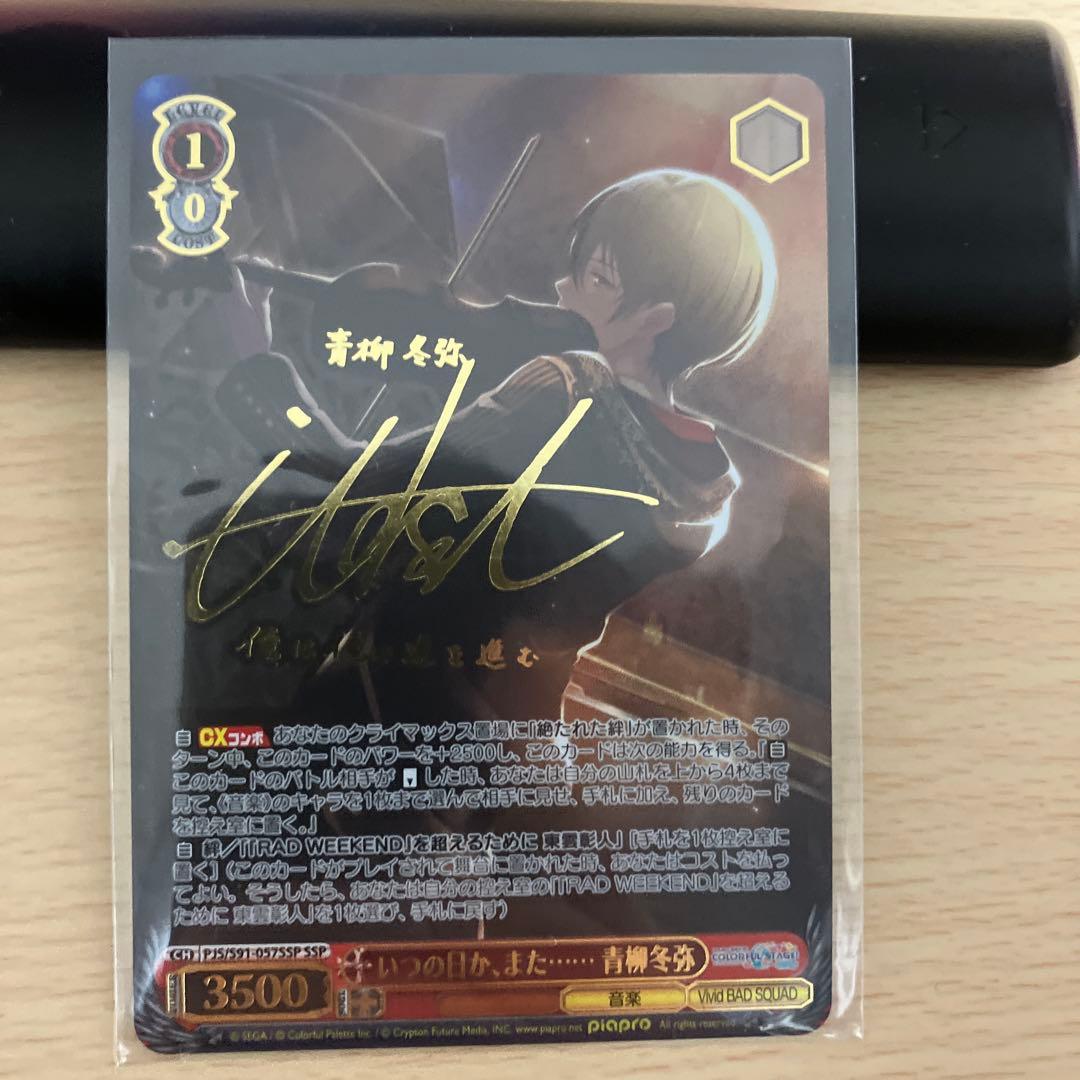 LEVEL
1
0
COST
青柳 冬弥
を進む
自 CXコンボ あなたのクライマックス置場に「絶たれた絆」が置かれた時、その
ターン中、このカードのパワーを+2500し、このカードは次の能力を得る。『自
このカードのバトル相手が した時、あなたは自分の山札を上から4枚まで
見て、《音楽》のキャラを1枚まで選んで相手に見せ、手札に加え、残りのカード
を控え室に置く。』
自 絆/「「TRAD WEEKEND」を超えるために 東雲彰人」 [手札を1枚控え室に
置く] (このカードがプレイされて舞台に置かれた時、あなたはコストを払っ
てよい。そうしたら、あなたは自分の控え室の「「TRAD WEEKEND」を超える
ために 東雲彰人」を1枚選び、手札に戻す)
CH PJS/S91-057SSP SSP
いつの日か、また…… 青柳冬弥
COLORFUL STAGE
3500
音楽
Vivid BAD SQUAD
© SEGA / © Colorful Palette Inc. / © Crypton Future Media, INC. www.piapro.net piapro All rights reserved